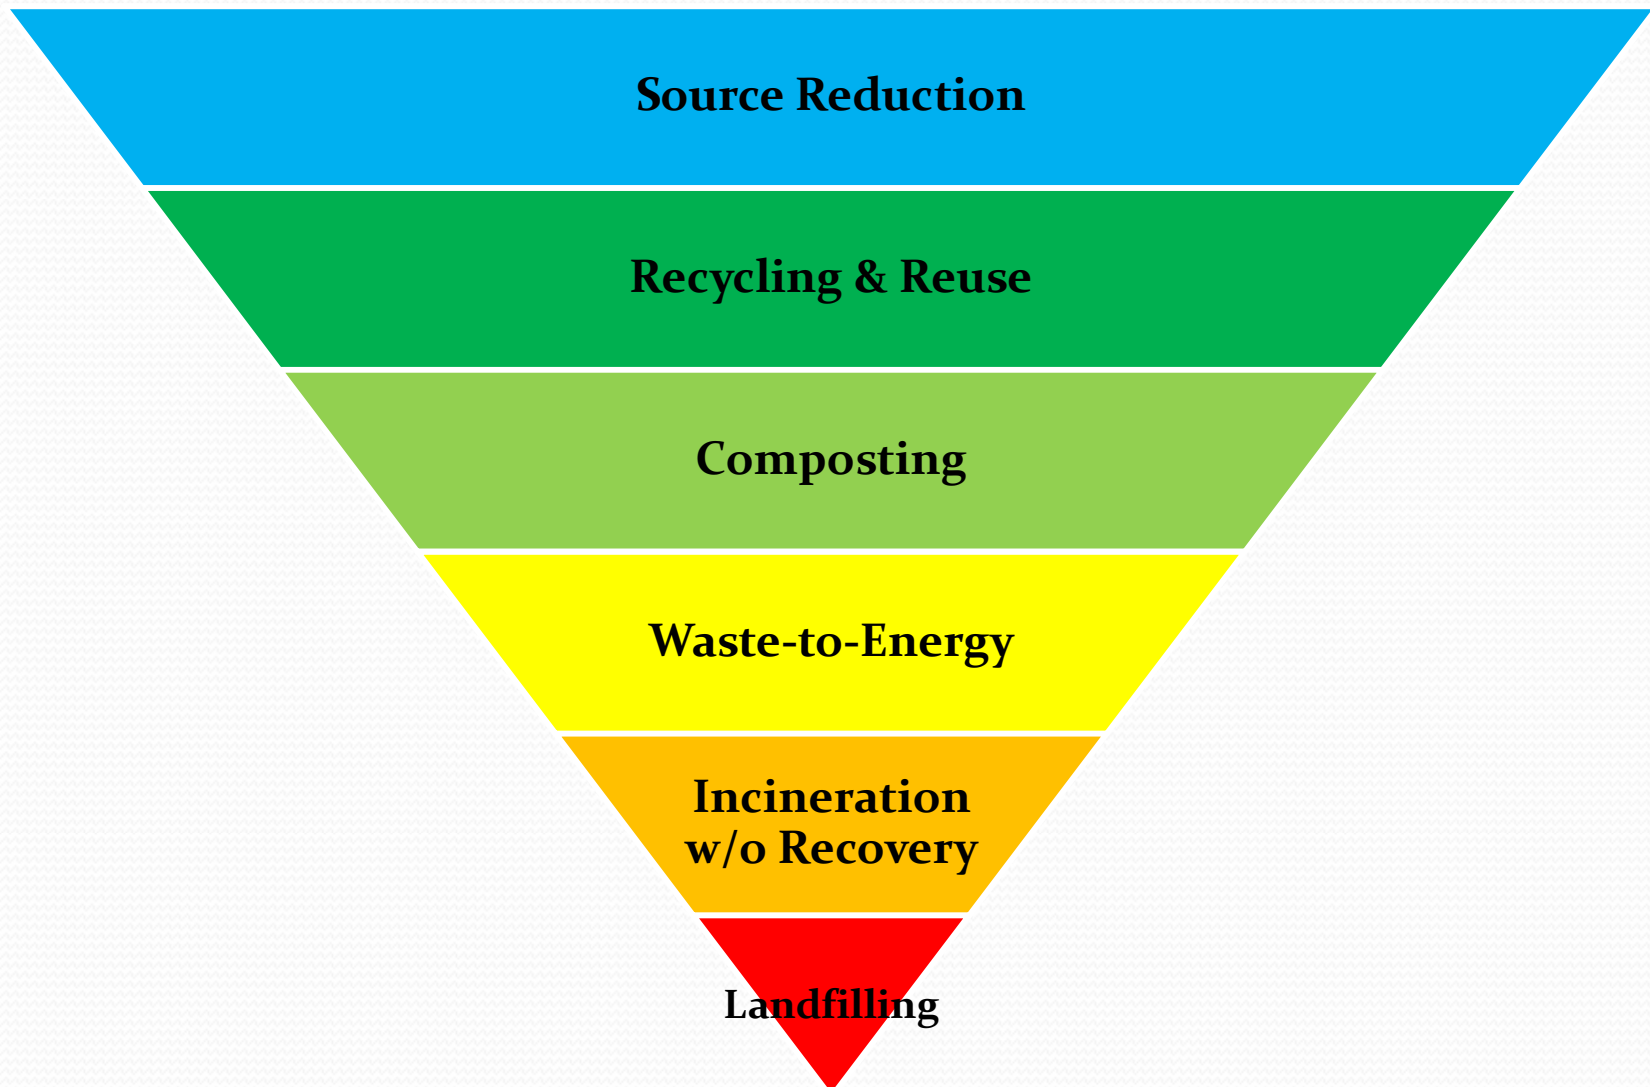 Source Reduction
Recycling & Reuse
Composting
Waste-to-Energy
Incineration
w/o Recovery
Landfilling